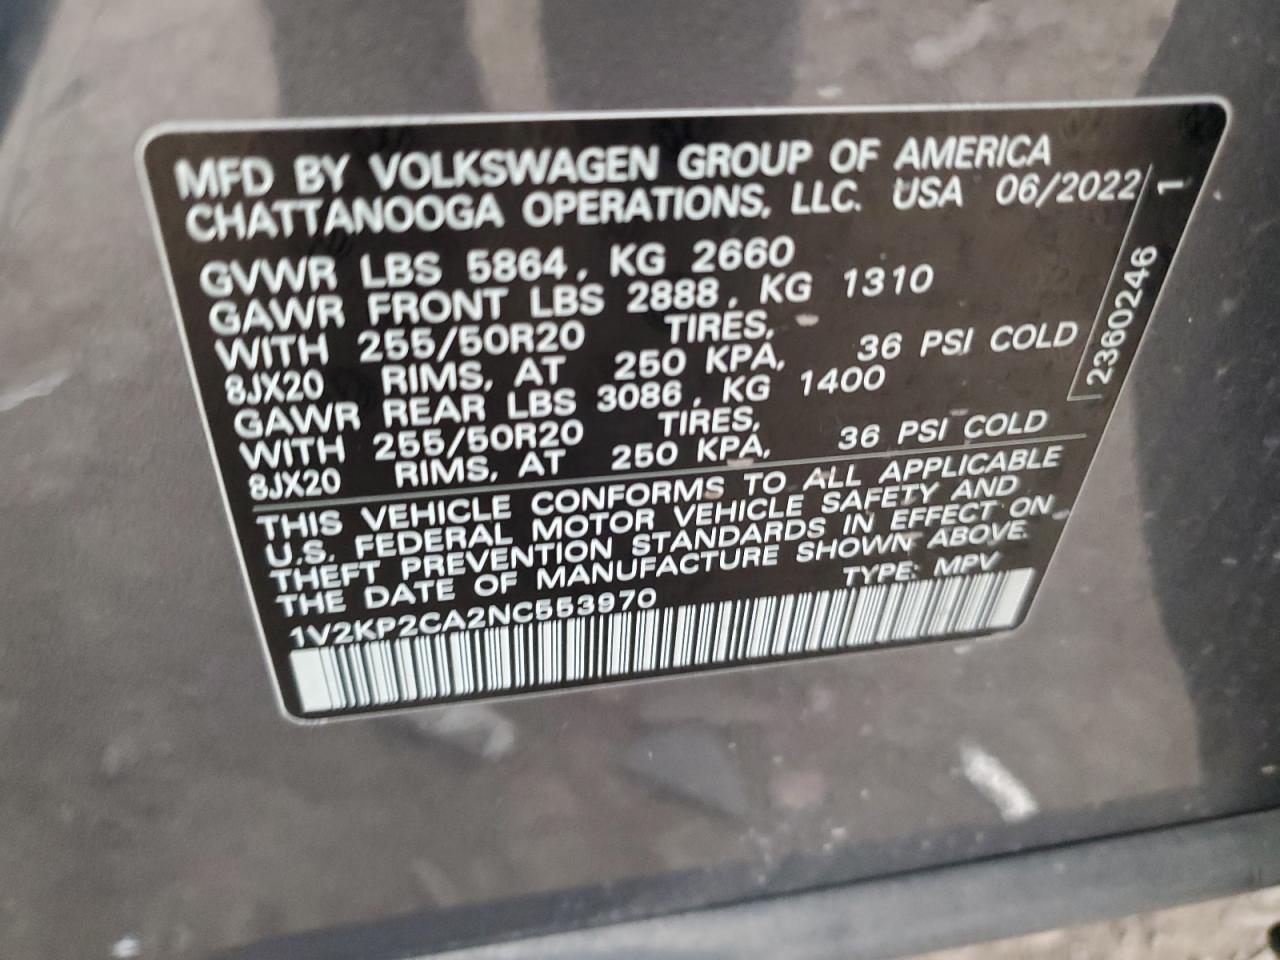 MFD BY VOLKSWAGEN GROUP OF AMERICA
CHATTANOOGA OPERATIONS, LLC. USA 06/2022
GVWR LBS 5864, KG 2660
GAWR FRONT LBS 2888, KG 1310
WITH 255/50R20 TIRES,
8JX20 RIMS, AT 250 KPA, 36 PSI COLD
GAWR REAR LBS 3086, KG 1400
WITH 255/50R20 TIRES,
8JX20 RIMS, AT 250 KPA, 36 PSI COLD
THIS VEHICLE CONFORMS TO ALL APPLICABLE
U.S. FEDERAL MOTOR VEHICLE SAFETY AND
THEFT PREVENTION STANDARDS IN EFFECT ON
THE DATE OF MANUFACTURE SHOWN ABOVE.
1V2KP2CA2NC553970 TYPE: MPV
2360246 1